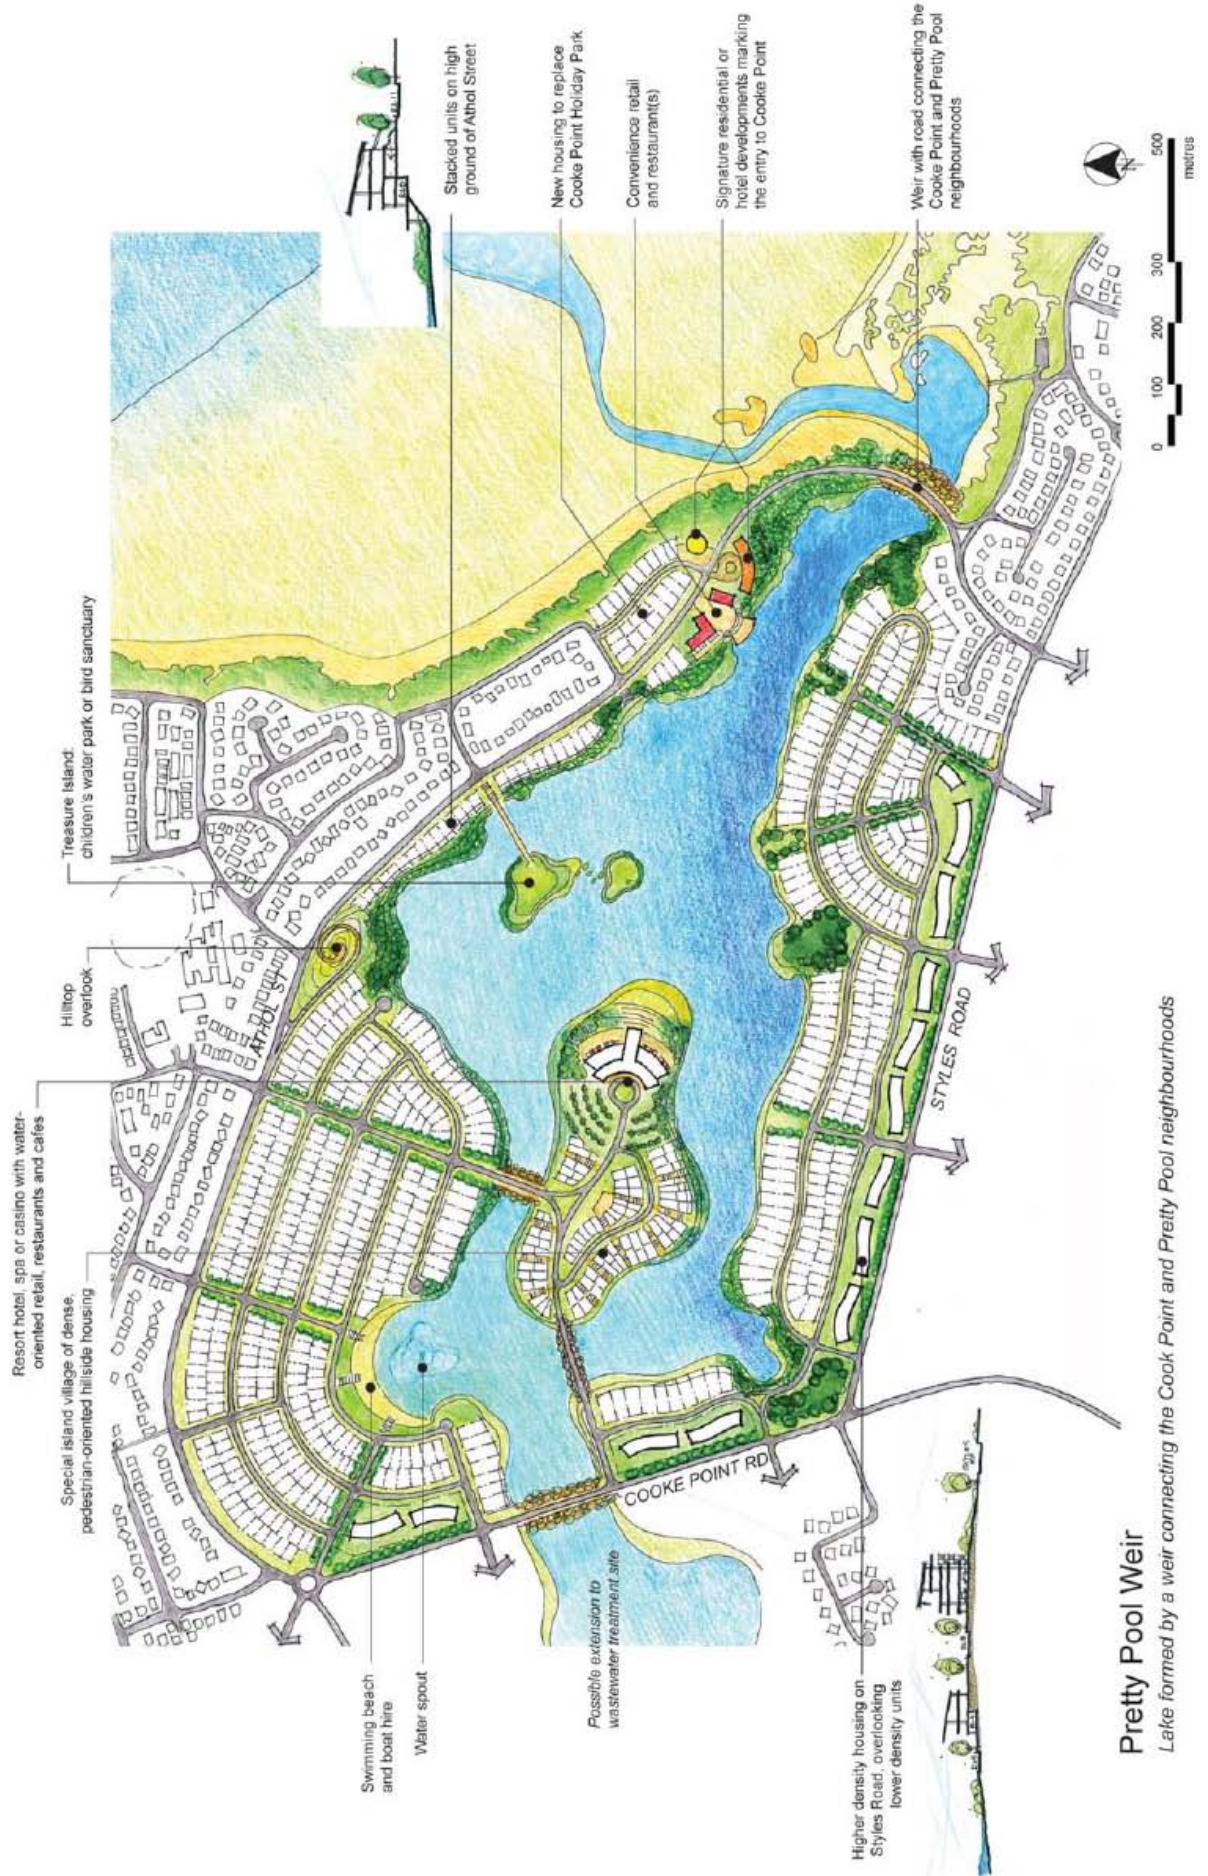 Resort hotel, spa or casino with water-
oriented retail, restaurants and cafes
Special island village of dense,
pedestrian-oriented hillside housing
Hilltop
overlook
Treasure Island:
children's water park or bird sanctuary
Stacked units on high
ground of Athol Street
New housing to replace
Cooke Point Holiday Park
Convenience retail
and restaurant(s)
Signature residential or
hotel developments marking
the entry to Cooke Point
Weir with road connecting the
Cooke Point and Pretty Pool
neighbourhoods
Swimming beach
and boat hire
Water spout
Possible extension to
wastewater treatment site
Higher density housing on
Styles Road, overlooking
lower density units
ATHOL ST
COOKE POINT RD
STYLES ROAD
N
0 100 200 300 500
metres
Pretty Pool Weir
Lake formed by a weir connecting the Cook Point and Pretty Pool neighbourhoods